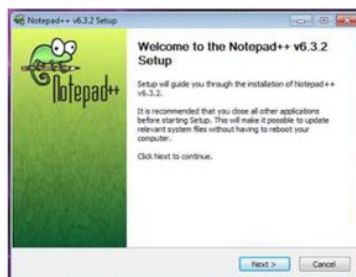 Notepad++ v6.3.2 Setup
Notepad++
Welcome to the Notepad++ v6.3.2
Setup
Setup will guide you through the installation of Notepad++
v6.3.2.
It is recommended that you close all other applications
before starting Setup. This will make it possible to update
relevant system files without having to reboot your
computer.
Click Next to continue.
Next >
Cancel